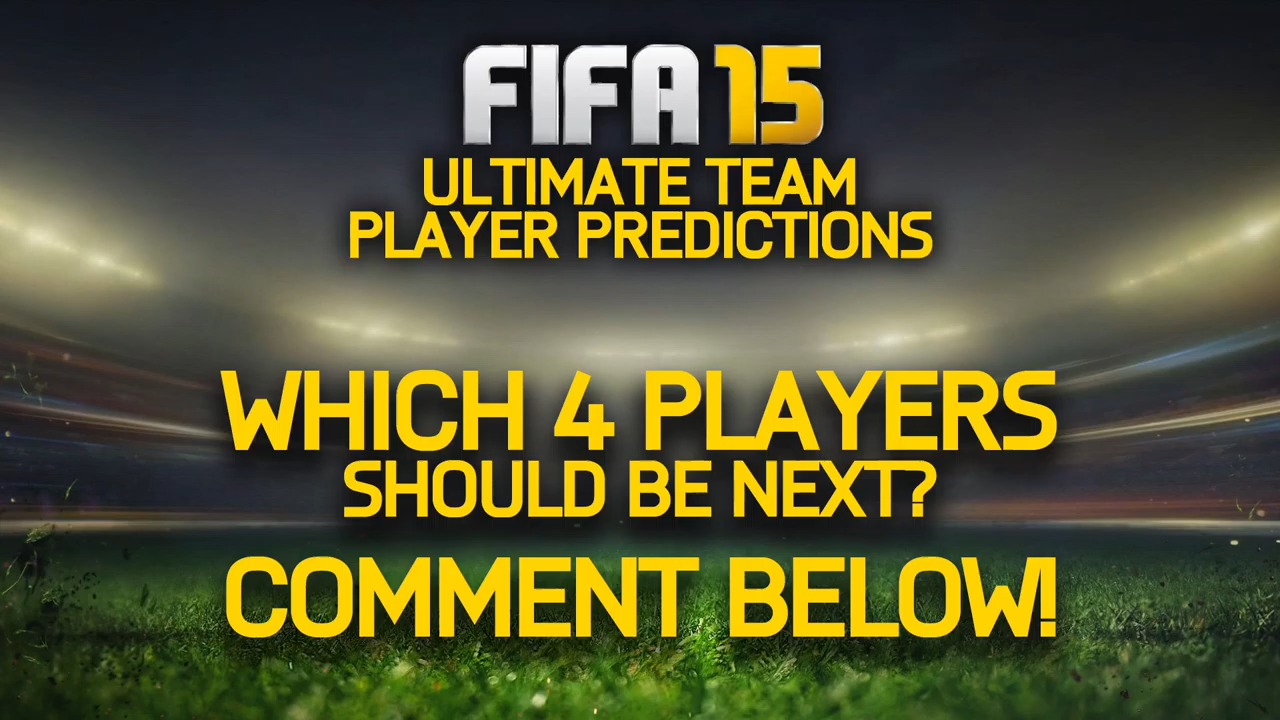 FIFA 15
ULTIMATE TEAM
PLAYER PREDICTIONS
WHICH 4 PLAYERS
SHOULD BE NEXT?
COMMENT BELOW!